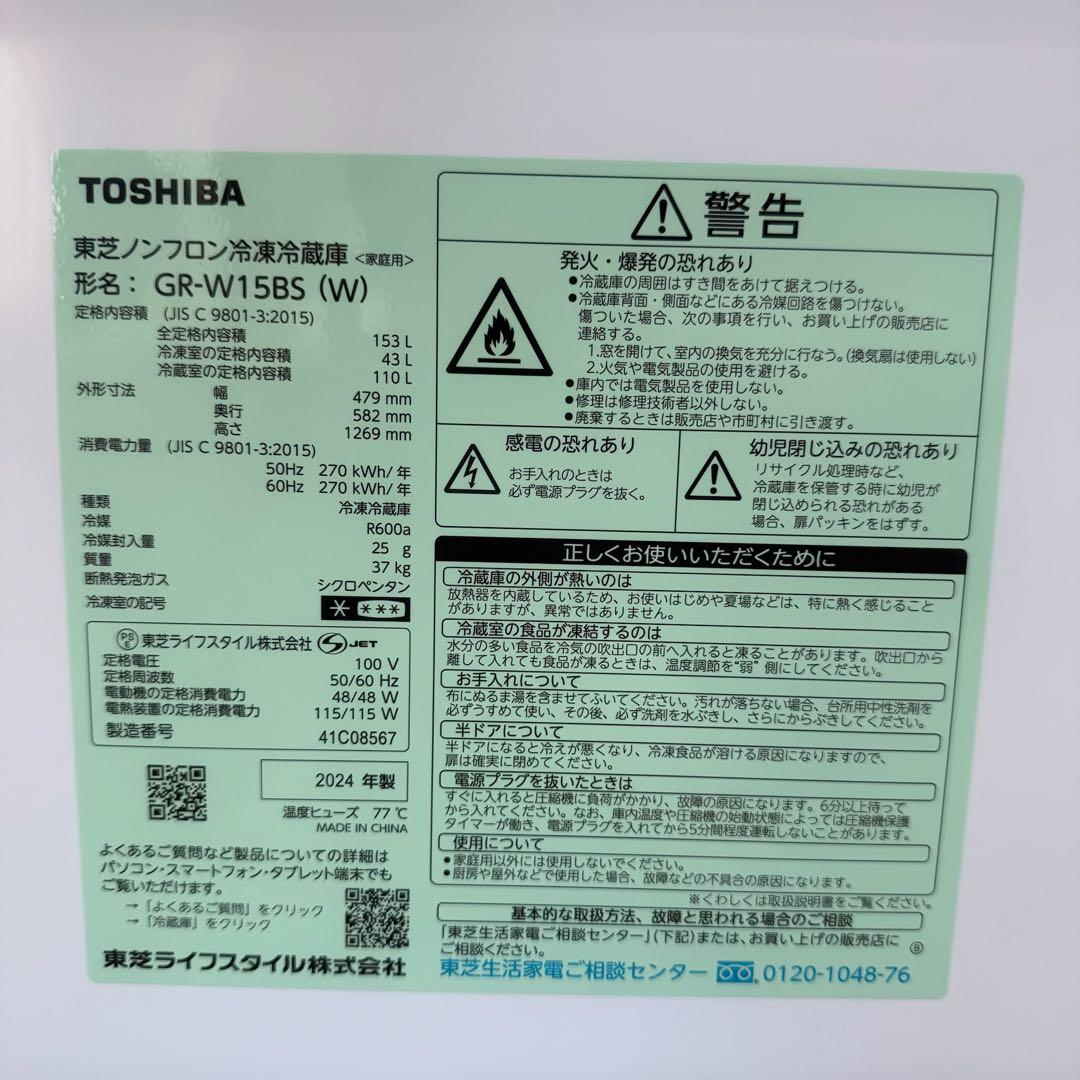 TOSHIBA
東芝ノンフロン冷凍冷蔵庫 <家庭用>
形名： GR-W15BS (W)
定格内容積 (JIS C 9801-3:2015)
全定格内容積 153 L
冷凍室の定格内容積 43 L
冷蔵室の定格内容積 110 L
外形寸法 幅 479 mm
奥行 582 mm
高さ 1269 mm
消費電力量 (JIS C 9801-3:2015)
50Hz 270 kWh/年
60Hz 270 kWh/年
種類 冷凍冷蔵庫
冷媒 R600a
冷媒封入量 25 g
質量 37 kg
断熱発泡ガス シクロペンタン
冷凍室の記号
PSE 東芝ライフスタイル株式会社 S JET
定格電圧 100 V
定格周波数 50/60 Hz
電動機の定格消費電力 48/48 W
電熱装置の定格消費電力 115/115 W
製造番号 41C08567
2024 年製
温度ヒューズ 77℃
MADE IN CHINA
よくあるご質問など製品についての詳細は
パソコン・スマートフォン・タブレット端末でも
ご覧いただけます。
→「よくあるご質問」をクリック
→「冷蔵庫」をクリック
東芝ライフスタイル株式会社
警告
発火・爆発の恐れあり
●冷蔵庫の周囲はすき間をあけて据えつける。
●冷蔵庫背面・側面などにある冷媒回路を傷つけない。
傷ついた場合、次の事項を行い、お買い上げの販売店に
連絡する。
1.窓を開けて、室内の換気を充分に行なう。(換気扇は使用しない)
2.火気や電気製品の使用を避ける。
●庫内では電気製品を使用しない。
●修理は修理技術者以外しない。
●廃棄するときは販売店や市町村に引き渡す。
感電の恐れあり
お手入れのときは
必ず電源プラグを抜く。
幼児閉じ込みの恐れあり
リサイクル処理時など、
冷蔵庫を保管する時に幼児が
閉じ込められる恐れがある
場合、扉パッキンをはずす。
正しくお使いいただくために
冷蔵庫の外側が熱いのは
放熱器を内蔵しているため、お使いはじめや夏場などは、特に熱く感じること
がありますが、異常ではありません。
冷蔵室の食品が凍結するのは
水分の多い食品を冷気の吹出口の前へ入れると凍ることがあります。吹出口から
離して入れても食品が凍るときは、温度調節を“弱”側にしてください。
お手入れについて
布にぬるま湯を含ませてふいてください。汚れが落ちない場合、台所用中性洗剤を
必ずうすめて使い、その後、必ず洗剤を水ぶきし、さらにからぶきしてください。
半ドアについて
半ドアになると冷えが悪くなり、冷凍食品が溶ける原因になりますので、
扉は確実に閉めてください。
電源プラグを抜いたときは
すぐに入れると圧縮機に負荷がかかり、故障の原因になります。6分以上待って
から入れてください。なお、庫内温度や圧縮機の始動状態によっては圧縮機保護
タイマーが働き、電源プラグを入れてから5分間程度運転しないことがあります。
使用について
●家庭用以外には使用しないでください。
●厨房や屋外などで使用した場合、故障などの不具合の原因になります。
※くわしくは取扱説明書をご覧ください。
基本的な取扱方法、故障と思われる場合のご相談
「東芝生活家電ご相談センター」(下記)または、お買い上げの販売店に
ご相談ください。 Ⓑ
東芝生活家電ご相談センター 0120-1048-76